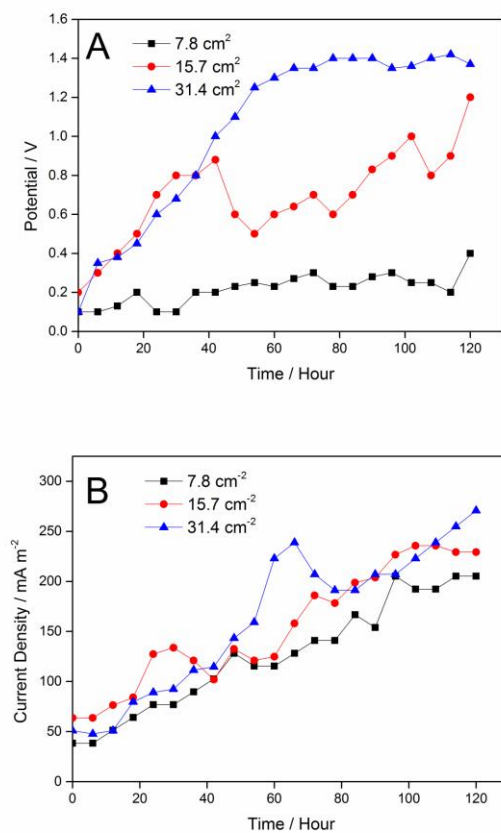 A
7.8 cm²
15.7 cm²
31.4 cm²
1.6
1.4
1.2
1.0
0.8
0.6
0.4
0.2
0.0
Potential / V
0 20 40 60 80 100 120
Time / Hour
B
7.8 cm⁻²
15.7 cm⁻²
31.4 cm⁻²
300
250
200
150
100
50
0
Current Density / mA m⁻²
0 20 40 60 80 100 120
Time / Hour